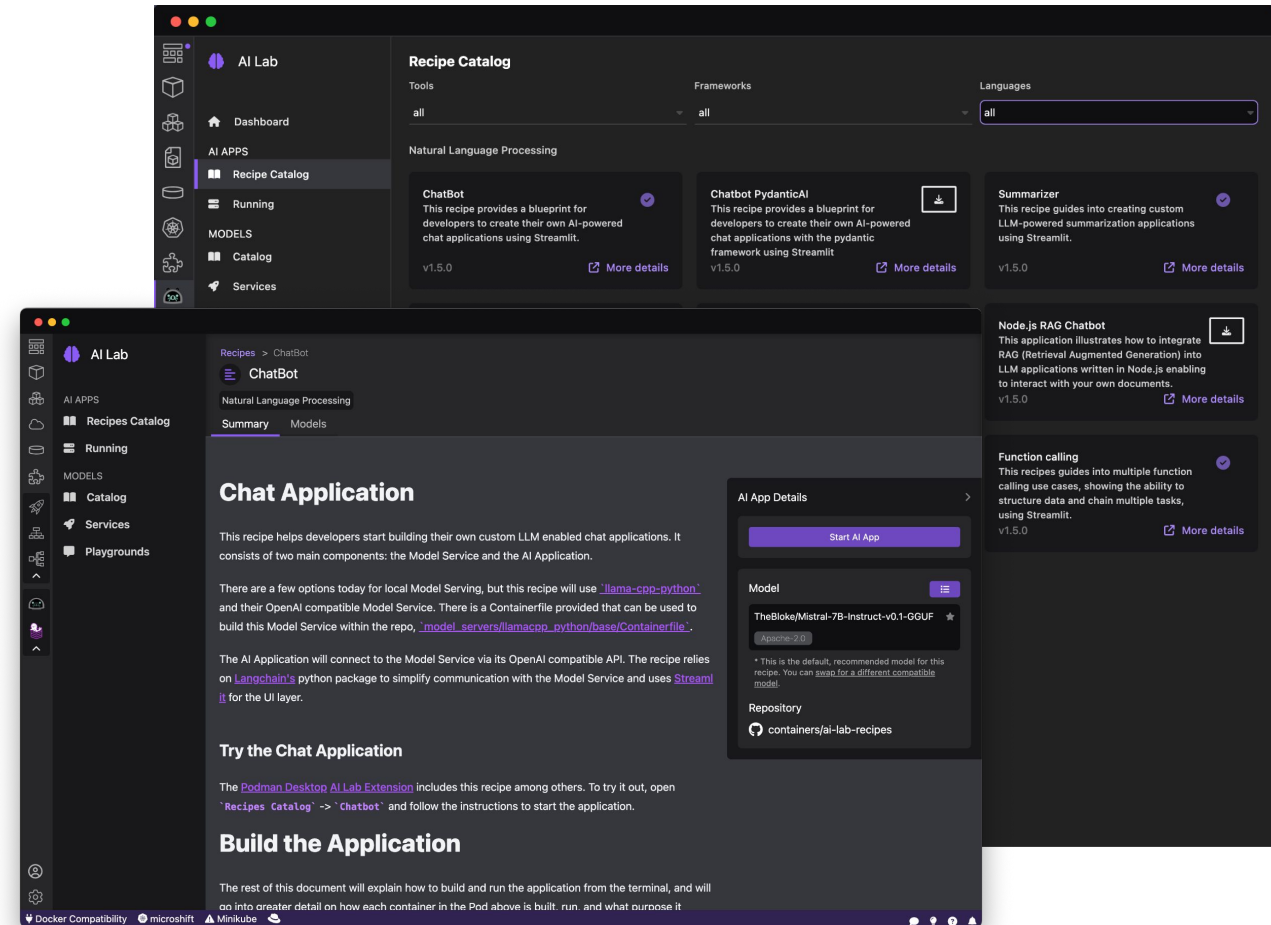 AI Lab
Dashboard
AI APPS
Recipe Catalog
Running
MODELS
Catalog
Services
Recipe Catalog
Tools
Frameworks
Languages
all
all
all
Natural Language Processing
ChatBot
This recipe provides a blueprint for
developers to create their own AI-powered
chat applications using Streamlit.
v1.5.0
More details
Chatbot PydanticAI
This recipe provides a blueprint for
developers to create their own AI-powered
chat applications with the pydantic
framework using Streamlit
v1.5.0
More details
Summarizer
This recipe guides into creating custom
LLM-powered summarization applications
using Streamlit.
v1.5.0
More details
Node.js RAG Chatbot
This application illustrates how to integrate
RAG (Retrieval Augmented Generation) into
LLM applications written in Node.js enabling
to interact with your own documents.
v1.5.0
More details
Function calling
This recipes guides into multiple function
calling use cases, showing the ability to
structure data and chain multiple tasks,
using Streamlit.
v1.5.0
More details
AI Lab
AI APPS
Recipes Catalog
Running
MODELS
Catalog
Services
Playgrounds
Recipes > ChatBot
ChatBot
Natural Language Processing
Summary Models
Chat Application
This recipe helps developers start building their own custom LLM enabled chat applications. It
consists of two main components: the Model Service and the AI Application.
There are a few options today for local Model Serving, but this recipe will use `llama-cpp-python`
and their OpenAI compatible Model Service. There is a Containerfile provided that can be used to
build this Model Service within the repo, `model_servers/llamacpp_python/base/Containerfile`.
The AI Application will connect to the Model Service via its OpenAI compatible API. The recipe relies
on Langchain's python package to simplify communication with the Model Service and uses Streaml
it for the UI layer.
Try the Chat Application
The Podman Desktop AI Lab Extension includes this recipe among others. To try it out, open
`Recipes Catalog` -> `Chatbot` and follow the instructions to start the application.
Build the Application
The rest of this document will explain how to build and run the application from the terminal, and will
go into greater detail on how each container in the Pod above is built, run, and what purpose it
AI App Details
Start AI App
Model
TheBloke/Mistral-7B-Instruct-v0.1-GGUF
Apache-2.0
* This is the default, recommended model for this
recipe. You can swap for a different compatible
model.
Repository
containers/ai-lab-recipes
Docker Compatibility microshift Minikube